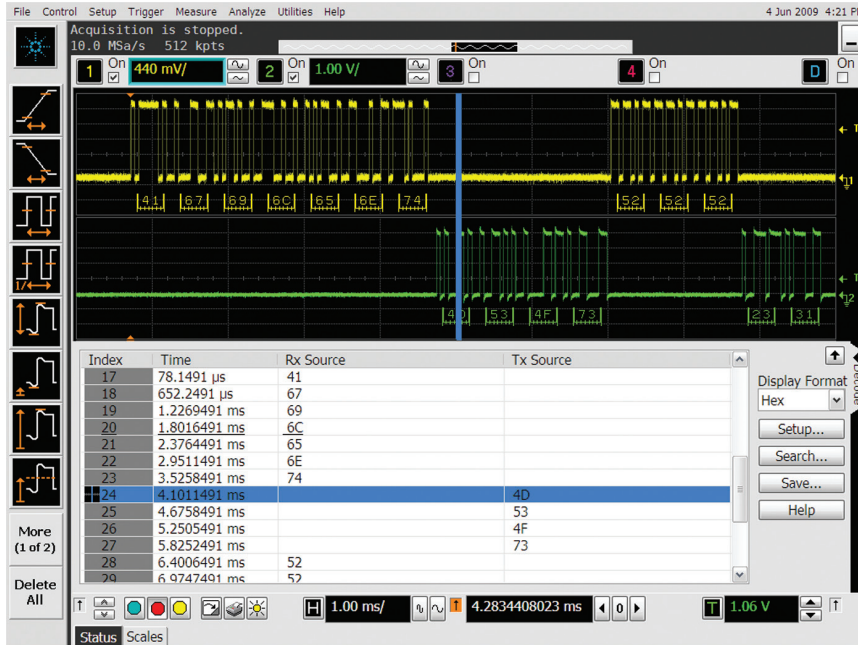 File Control Setup Trigger Measure Analyze Utilities Help 4 Jun 2009 4:21
Acquisition is stopped.
10.0 MSa/s 512 kpts
1 On 440 mV/ 2 On 1.00 V/ 3 On 4 On D On
41 67 69 6C 65 6E 74 52 52 52
53 4F 73 23 31
Index Time Rx Source Tx Source
17 78.1491 µs 41
18 652.2491 µs 67
19 1.2269491 ms 69
20 1.8016491 ms 6C
21 2.3764491 ms 65
22 2.9511491 ms 6E
23 3.5258491 ms 74
24 4.1011491 ms 4D
25 4.6758491 ms 53
26 5.2505491 ms 4F
27 5.8252491 ms 73
28 6.4006491 ms 52
29 6.9747491 ms 52
Display Format
Hex
Setup...
Search...
Save...
Help
Decode
More
(1 of 2)
Delete
All
H 1.00 ms/ 4.2834408023 ms 0 T 1.06 V
Status Scales